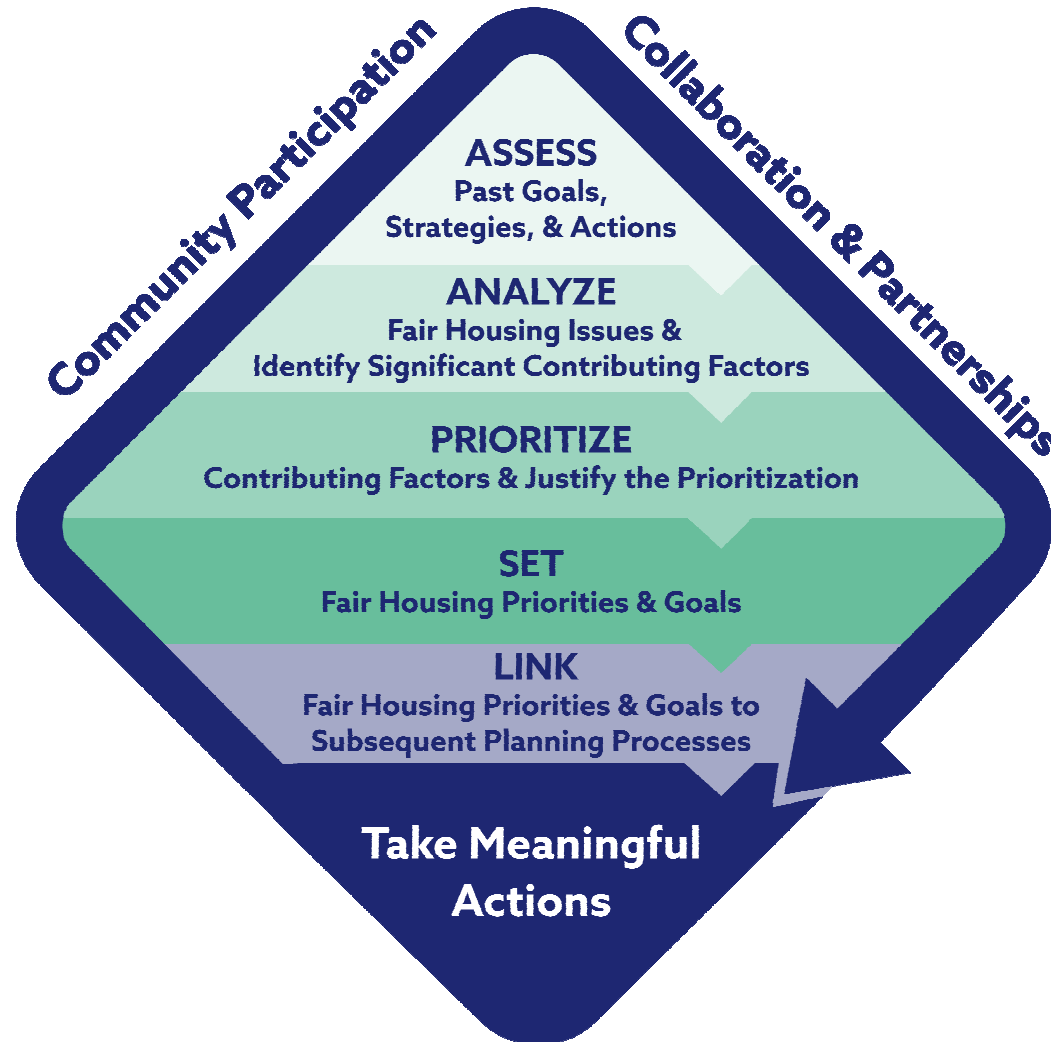 Community Participation
Collaboration & Partnerships
ASSESS
Past Goals,
Strategies, & Actions
ANALYZE
Fair Housing Issues &
Identify Significant Contributing Factors
PRIORITIZE
Contributing Factors & Justify the Prioritization
SET
Fair Housing Priorities & Goals
LINK
Fair Housing Priorities & Goals to
Subsequent Planning Processes
Take Meaningful
Actions